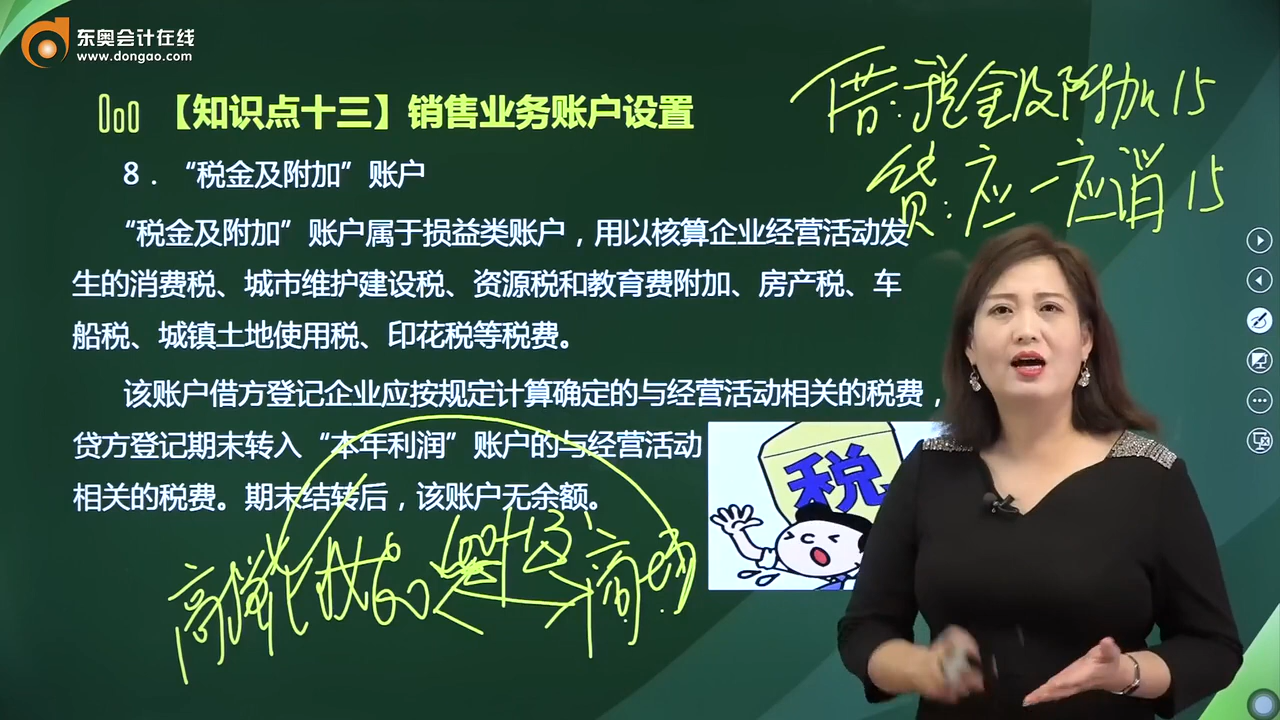 东奥会计在线
www.dongao.com
【知识点十三】销售业务账户设置
借:税金及附加 15
贷:应一应消 15
8．“税金及附加”账户
“税金及附加”账户属于损益类账户，用以核算企业经营活动发
生的消费税、城市维护建设税、资源税和教育费附加、房产税、车
船税、城镇土地使用税、印花税等税费。
该账户借方登记企业应按规定计算确定的与经营活动相关的税费，
贷方登记期末转入“本年利润”账户的与经营活动
相关的税费。期末结转后，该账户无余额。
税
高档化妆品
商场